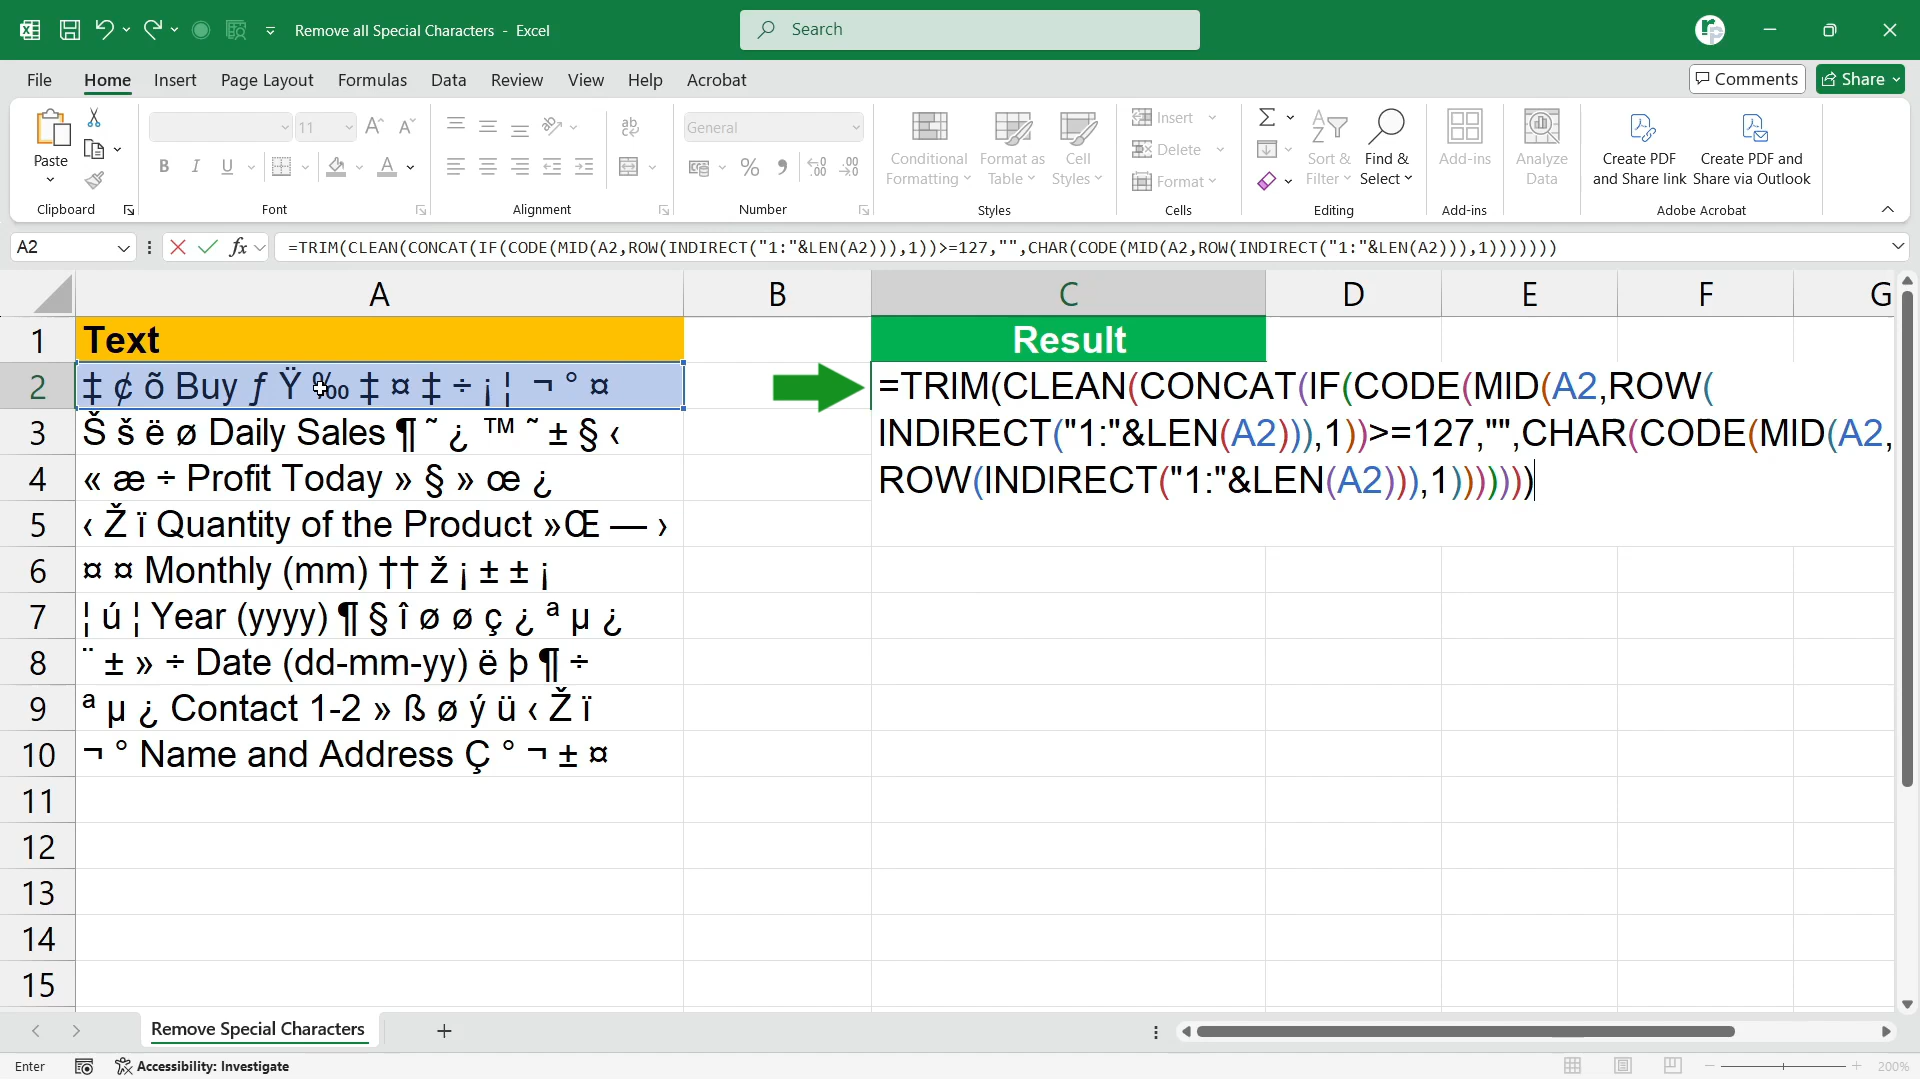 Remove all Special Characters - Excel
Search
File Home Insert Page Layout Formulas Data Review View Help Acrobat
Comments Share
Paste
Clipboard
11
B I U A
Font
ab
Alignment
General
% 9
Number
Conditional Formatting
Format as Table
Cell Styles
Styles
Insert
Delete
Format
Cells
Sort & Filter
Find & Select
Editing
Add-ins
Add-ins
Analyze Data
Create PDF and Share link
Create PDF and Share via Outlook
Adobe Acrobat
A2 fx =TRIM(CLEAN(CONCAT(IF(CODE(MID(A2,ROW(INDIRECT("1:"&LEN(A2))),1))>=127,"",CHAR(CODE(MID(A2,ROW(INDIRECT("1:"&LEN(A2))),1)))))))
A B C D E F G
1 Text Result
2 ‡ ¢ õ Buy ƒ Ÿ ‰ ‡ ¤ ‡ ÷ ¡ ¦ ¬ ° ¤ =TRIM(CLEAN(CONCAT(IF(CODE(MID(A2,ROW(
3 Š š ë ø Daily Sales ¶ ˜ ¿ ™ ˜ ± § ‹ INDIRECT("1:"&LEN(A2))),1))>=127,"",CHAR(CODE(MID(A2,
4 « æ ÷ Profit Today » § » œ ¿ ROW(INDIRECT("1:"&LEN(A2))),1)))))))
5 ‹ Ž ï Quantity of the Product »Œ — ›
6 ¤ ¤ Monthly (mm) †† ž ¡ ± ± ¡
7 ¦ ú ¦ Year (yyyy) ¶ § î ø ø ç ¿ ª µ ¿
8 ¨ ± » ÷ Date (dd-mm-yy) ë þ ¶ ÷
9 ª µ ¿ Contact 1-2 » ß ø ý ü ‹ Ž ï
10 ¬ ° Name and Address Ç ° ¬ ± ¤
11
12
13
14
15
Remove Special Characters
Enter Accessibility: Investigate 200%